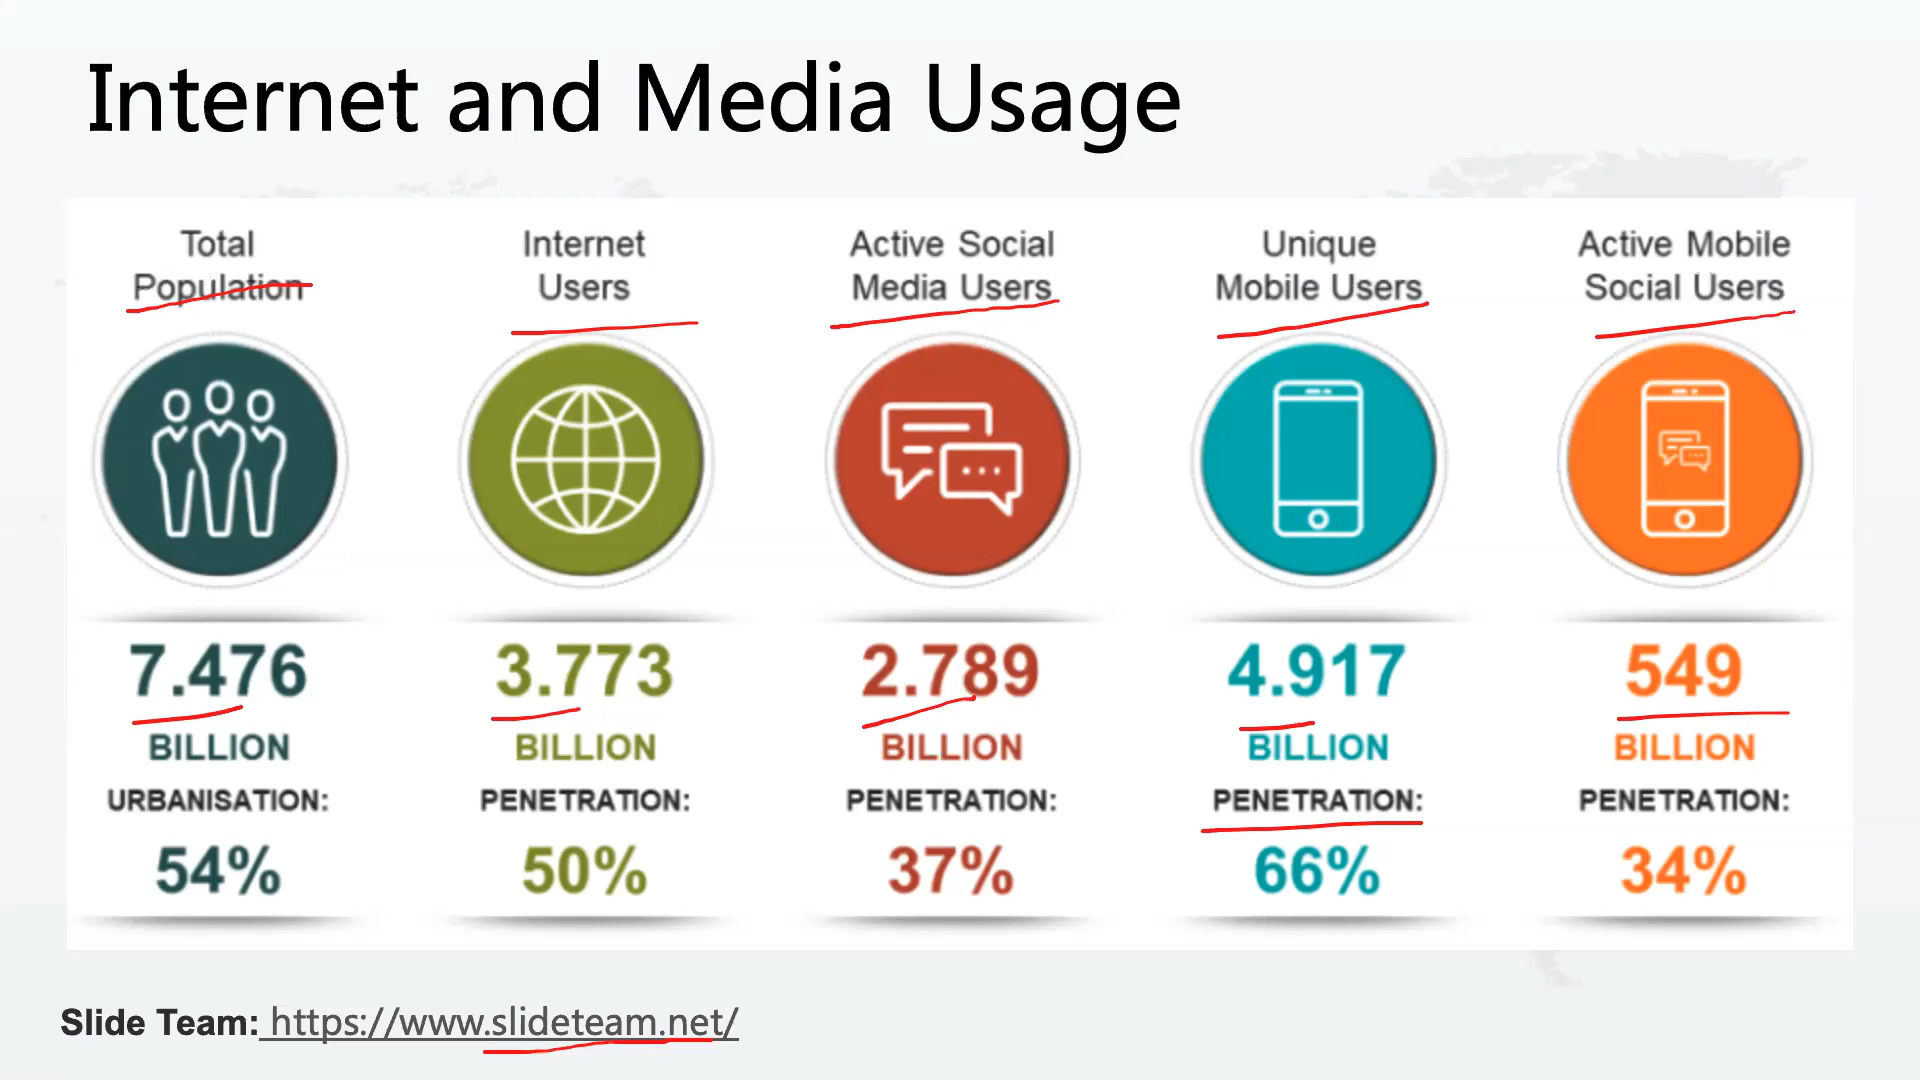 Internet and Media Usage
Total
Population
Internet
Users
Active Social
Media Users
Unique
Mobile Users
Active Mobile
Social Users
7.476
BILLION
URBANISATION:
54%
3.773
BILLION
PENETRATION:
50%
2.789
BILLION
PENETRATION:
37%
4.917
BILLION
PENETRATION:
66%
549
BILLION
PENETRATION:
34%
Slide Team: https://www.slideteam.net/